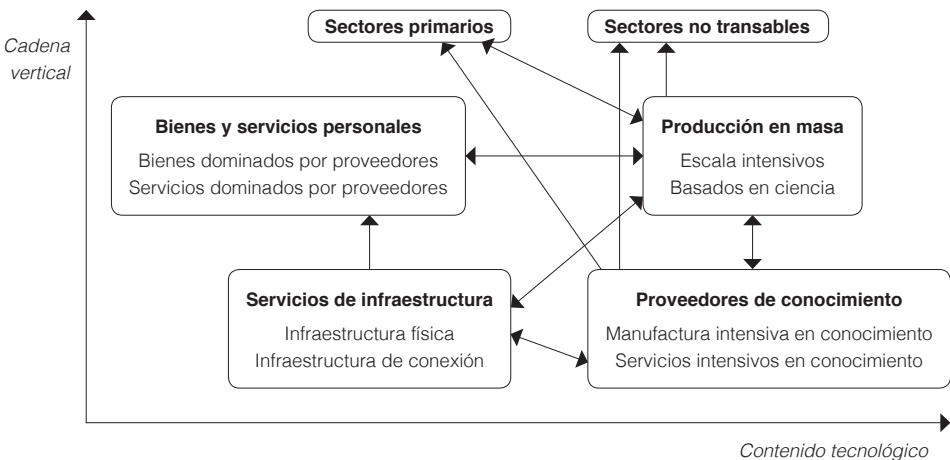 Cadena
vertical
Sectores primarios
Sectores no transables
Bienes y servicios personales
Bienes dominados por proveedores
Servicios dominados por proveedores
Producción en masa
Escala intensivos
Basados en ciencia
Servicios de infraestructura
Infraestructura física
Infraestructura de conexión
Proveedores de conocimiento
Manufactura intensiva en conocimiento
Servicios intensivos en conocimiento
Contenido tecnológico